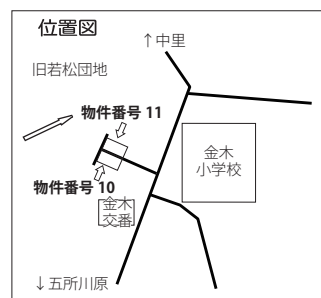 位置図
↑中里
旧若松団地
物件番号 11
金木
小学校
物件番号 10
金木
交番
↓五所川原